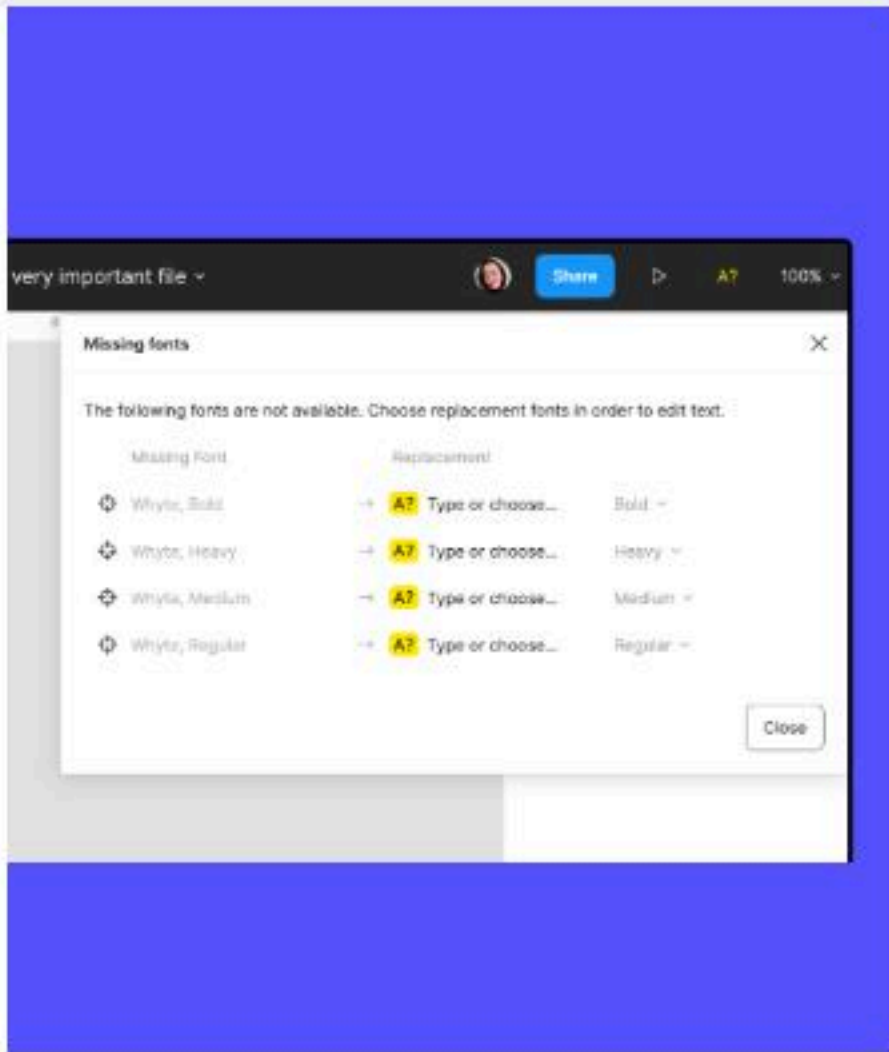 very important file
Share
A?
100%
Missing fonts
The following fonts are not available. Choose replacement fonts in order to edit text.
Missing Font Replacement
Whyte, Bold → A? Type or choose... Bold
Whyte, Heavy → A? Type or choose... Heavy
Whyte, Medium → A? Type or choose... Medium
Whyte, Regular → A? Type or choose... Regular
Close